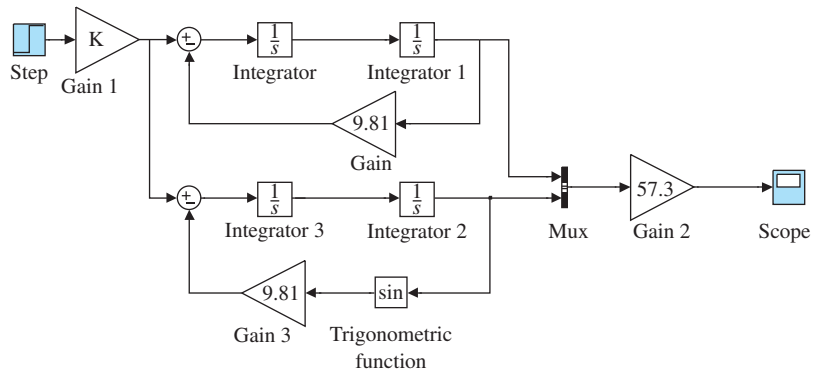 Step
K
Gain 1
+
−
1
s
Integrator
1
s
Integrator 1
9.81
Gain
+
−
1
s
Integrator 3
1
s
Integrator 2
9.81
Gain 3
sin
Trigonometric
function
Mux
57.3
Gain 2
Scope